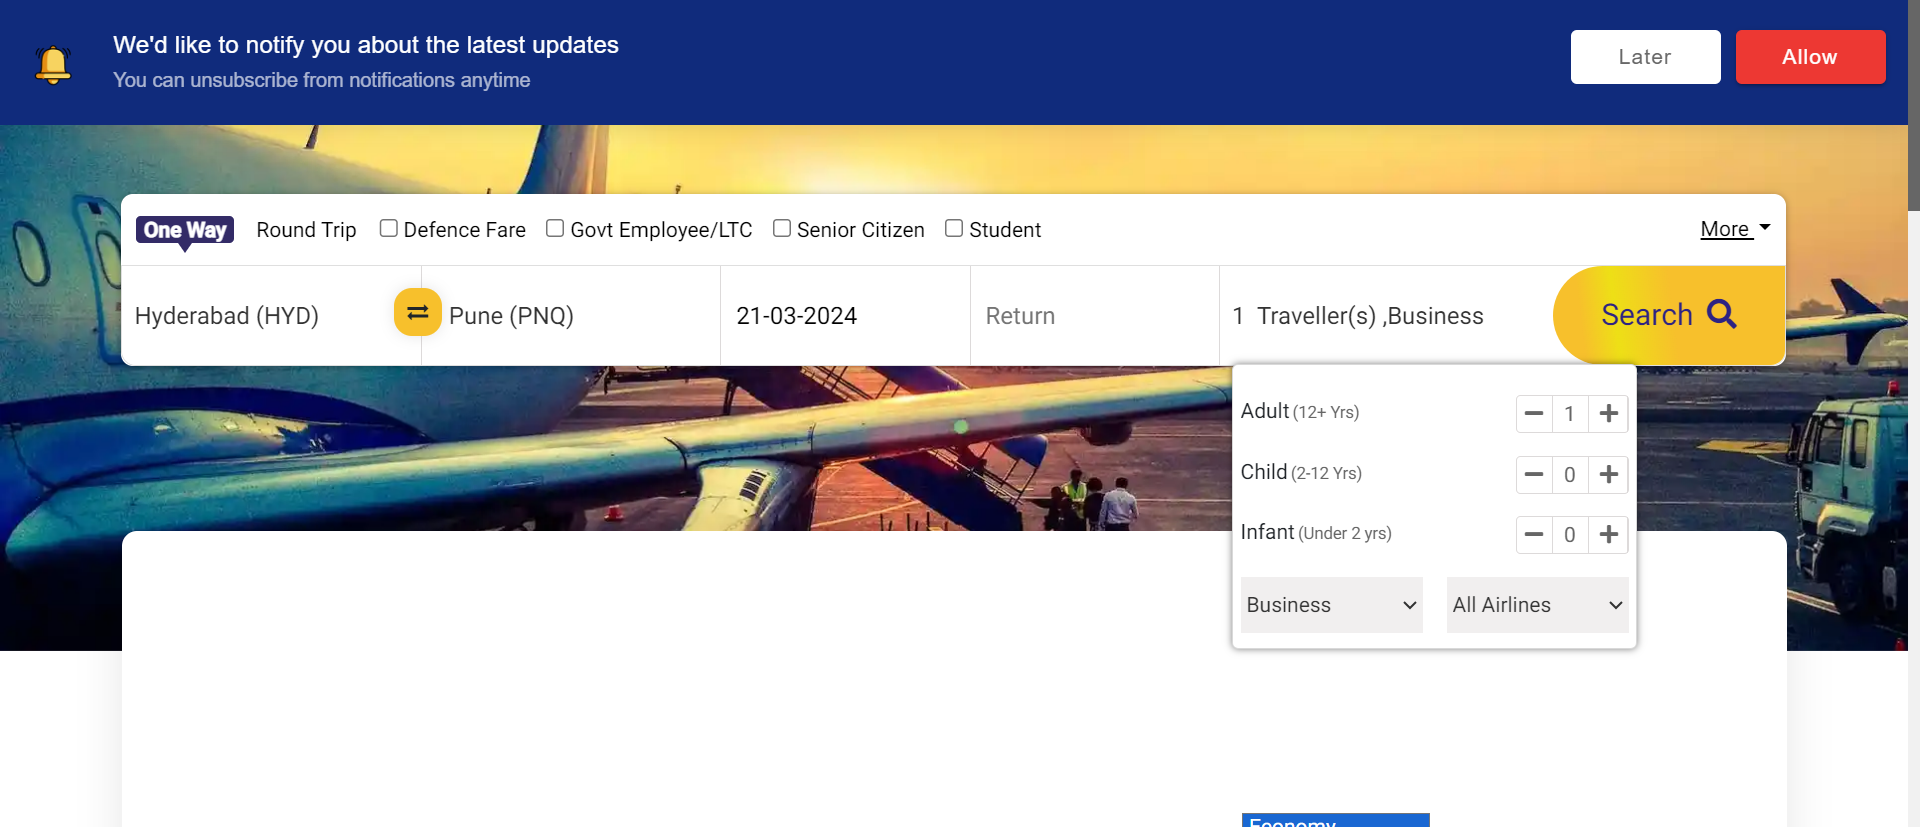 We'd like to notify you about the latest updates
You can unsubscribe from notifications anytime
Later
Allow
One Way Round Trip Defence Fare Govt Employee/LTC Senior Citizen Student More
Hyderabad (HYD) Pune (PNQ) 21-03-2024 Return 1 Traveller(s) ,Business Search
Adult (12+ Yrs) 1
Child (2-12 Yrs) 0
Infant (Under 2 yrs) 0
Business All Airlines
Economy